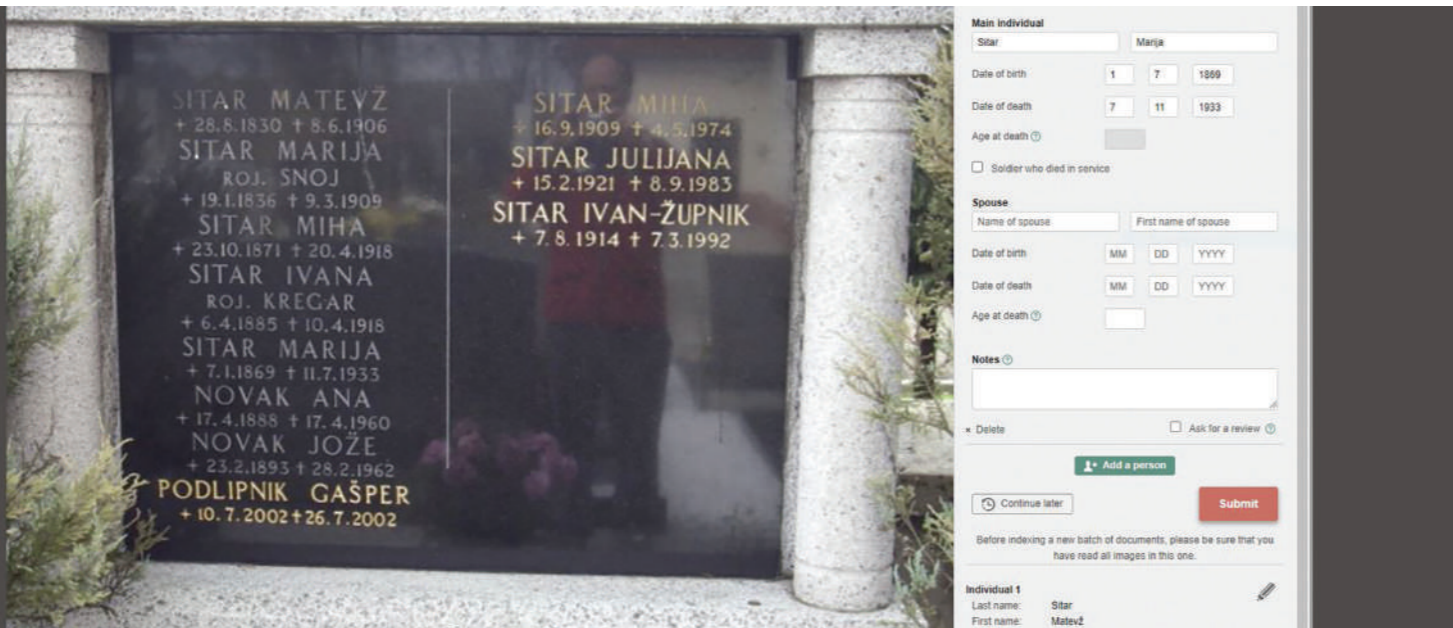 SITAR MATEVŽ
+ 28.8.1830 + 8.6.1906
SITAR MARIJA
ROJ. SNOJ
+ 19.1.1836 + 9.3.1909
SITAR MIHA
+ 23.10.1871 + 20.4.1918
SITAR IVANA
ROJ. KREGAR
+ 6.4.1885 + 10.4.1918
SITAR MARIJA
+ 7.1.1869 + 11.7.1933
NOVAK ANA
+ 17.4.1888 + 17.4.1960
NOVAK JOŽE
+ 23.2.1893 + 28.2.1962
PODLIPNIK GAŠPER
+ 10.7.2002 + 26.7.2002
SITAR MIHA
+ 16.9.1909 + 4.5.1974
SITAR JULIJANA
+ 15.2.1921 + 8.9.1983
SITAR IVAN-ŽUPNIK
+ 7.8.1914 + 7.3.1992
Main individual
Sitar Marija
Date of birth 1 7 1869
Date of death 7 11 1933
Age at death ?
Soldier who died in service
Spouse
Name of spouse First name of spouse
Date of birth MM DD YYYY
Date of death MM DD YYYY
Age at death ?
Notes ?
× Delete Ask for a review ?
Add a person
Continue later Submit
Before indexing a new batch of documents, please be sure that you
have read all images in this one.
Individual 1
Last name: Sitar
First name: Matevž